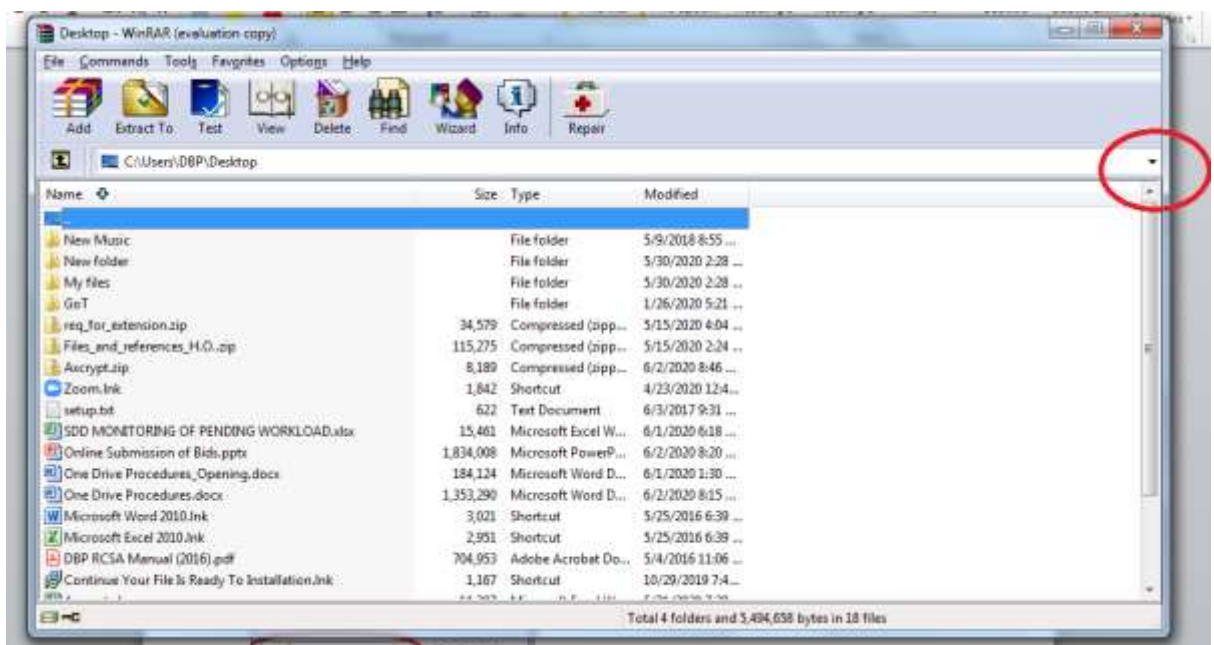 Desktop - WinRAR (evaluation copy)
File Commands Tools Favorites Options Help
Add Extract To Test View Delete Find Wizard Info Repair
C:\Users\DBP\Desktop
Name Size Type Modified
..
New Music File folder 5/9/2018 8:55 ...
New folder File folder 5/30/2020 2:28 ...
My files File folder 5/30/2020 2:28 ...
GoT File folder 1/26/2020 5:21 ...
req_for_extension.zip 34,579 Compressed (zipp... 5/15/2020 4:04 ...
Files_and_references_H.O..zip 115,275 Compressed (zipp... 5/15/2020 2:24 ...
Axcrypt.zip 8,189 Compressed (zipp... 6/2/2020 8:46 ...
Zoom.lnk 1,842 Shortcut 4/23/2020 12:4...
setup.txt 622 Text Document 6/3/2017 9:31 ...
SDD MONITORING OF PENDING WORKLOAD.xlsx 15,461 Microsoft Excel W... 6/1/2020 6:18 ...
Online Submission of Bids.pptx 1,834,008 Microsoft PowerP... 6/2/2020 8:20 ...
One Drive Procedures_Opening.docx 184,124 Microsoft Word D... 6/1/2020 1:30 ...
One Drive Procedures.docx 1,353,290 Microsoft Word D... 6/2/2020 8:15 ...
Microsoft Word 2010.lnk 3,021 Shortcut 5/25/2016 6:39 ...
Microsoft Excel 2010.lnk 2,951 Shortcut 5/25/2016 6:39 ...
DBP RCSA Manual (2016).pdf 704,953 Adobe Acrobat Do... 5/4/2016 11:06 ...
Continue Your File Is Ready To Installation.lnk 1,167 Shortcut 10/29/2019 7:4...
Total 4 folders and 5,494,658 bytes in 18 files